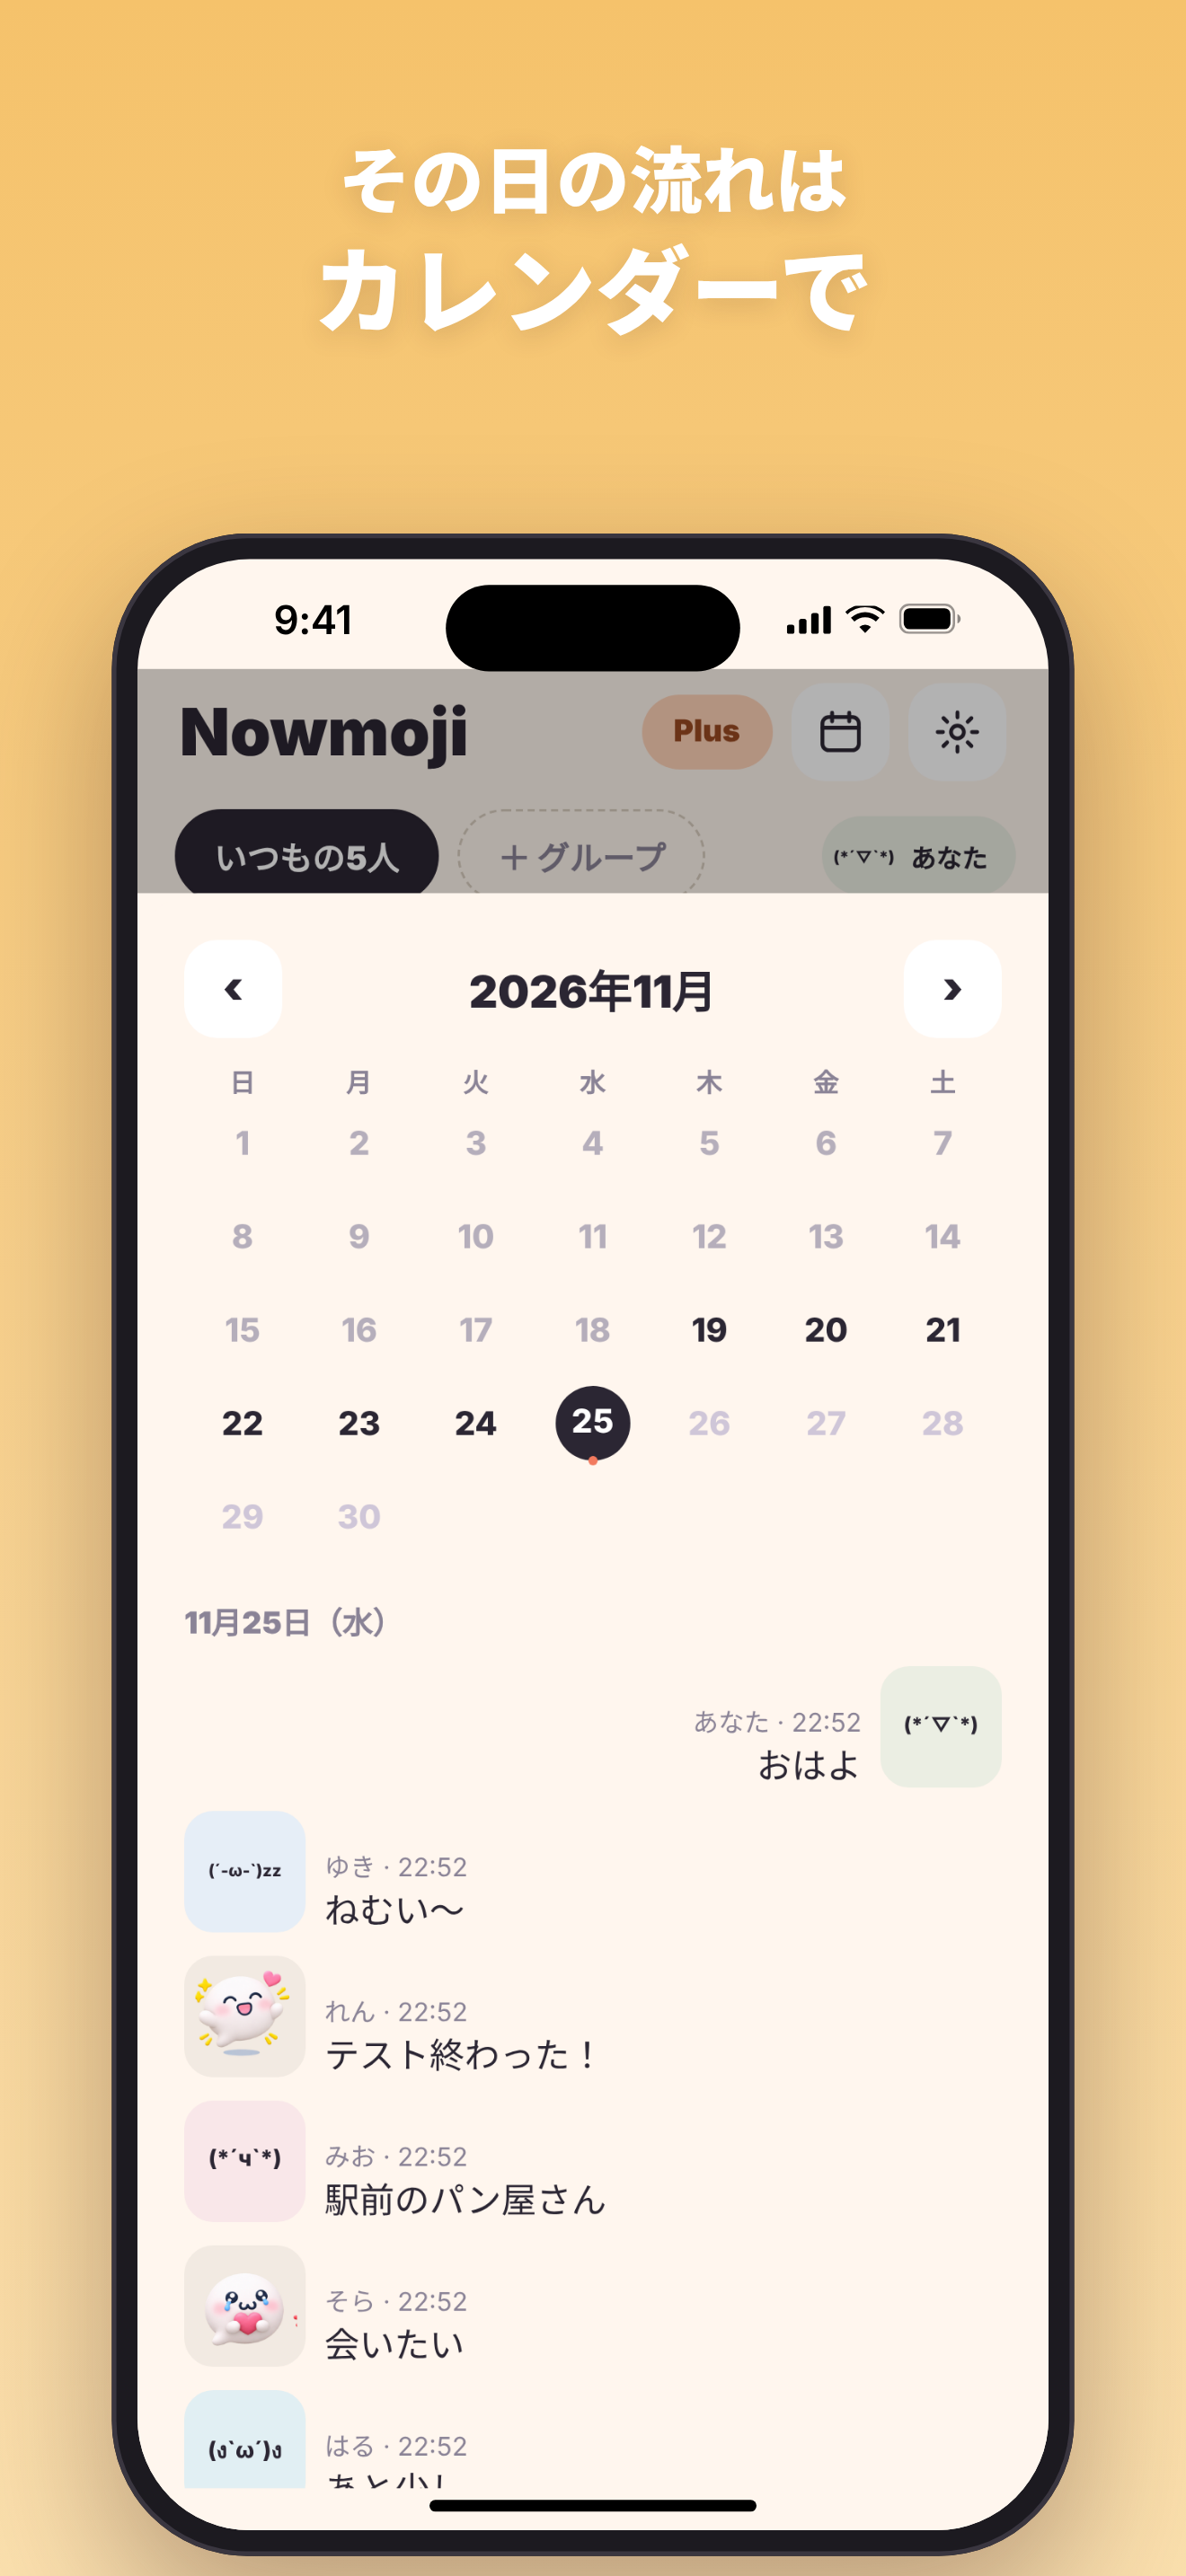 その日の流れは
カレンダーで
9:41
Nowmoji
Plus
いつもの5人
+ グループ
(*´▽`*) あなた
‹ 2026年11月 ›
日 月 火 水 木 金 土
1 2 3 4 5 6 7
8 9 10 11 12 13 14
15 16 17 18 19 20 21
22 23 24 25 26 27 28
29 30
11月25日（水）
あなた · 22:52
おはよ
(*´▽`*)
(´-ω-`)zz
ゆき · 22:52
ねむい〜
れん · 22:52
テスト終わった！
(*´ч`*)
みお · 22:52
駅前のパン屋さん
そら · 22:52
会いたい
(ง`ω´)ง
はる · 22:52